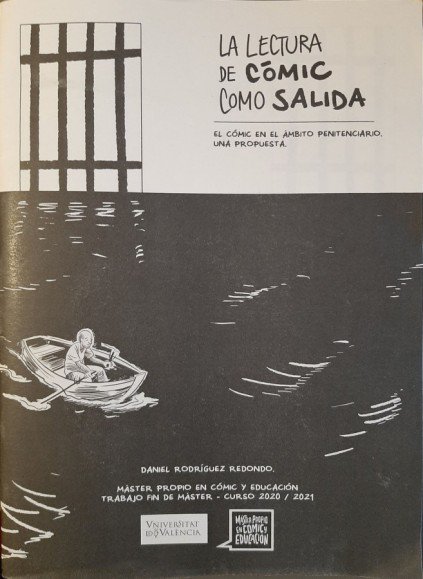 LA LECTURA
DE CÓMIC
COMO SALIDA
EL CÓMIC EN EL ÁMBITO PENITENCIARIO.
UNA PROPUESTA.
DANIEL RODRÍGUEZ REDONDO.
MÁSTER PROPIO EN CÓMIC Y EDUCACIÓN
TRABAJO FIN DE MÁSTER - CURSO 2020 / 2021
VNIVERSITAT
ID VALÈNCIA
MÁSTER PROPIO
EN CÓMIC Y
EDUCACIÓN